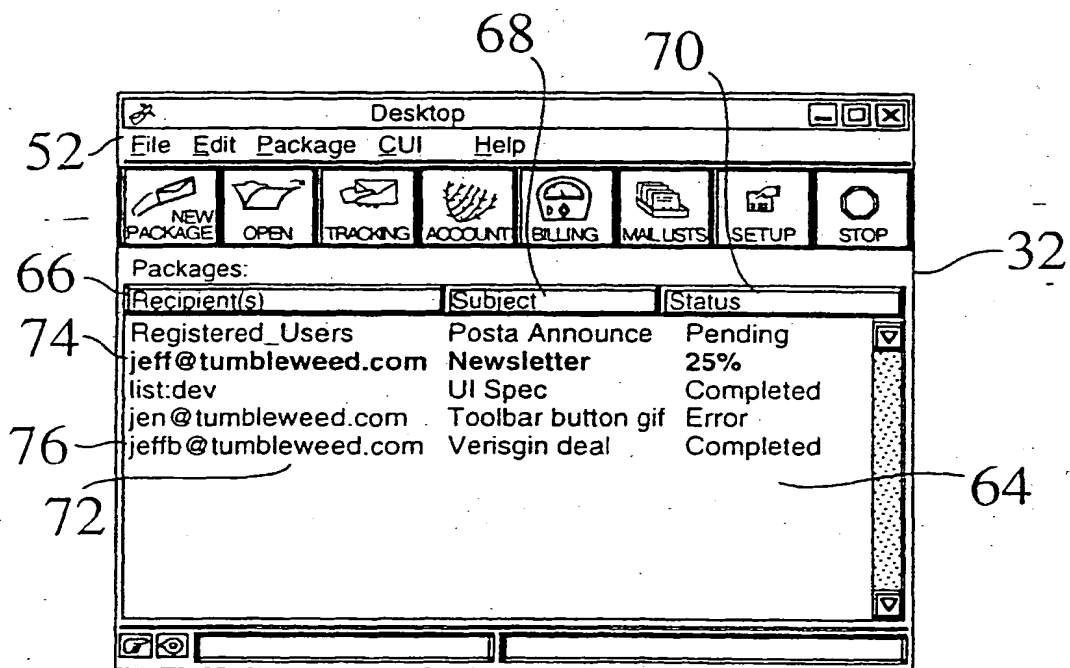 68
70
Desktop
52
File Edit Package CUI Help
NEW PACKAGE
OPEN
TRACKING
ACCOUNT
BILLING
MAIL LISTS
SETUP
STOP
32
Packages:
66
Recipient(s) Subject Status
Registered_Users Posta Announce Pending
74
jeff@tumbleweed.com Newsletter 25%
list:dev UI Spec Completed
jen@tumbleweed.com Toolbar button gif Error
76
jeffb@tumbleweed.com Verisgin deal Completed
72
64